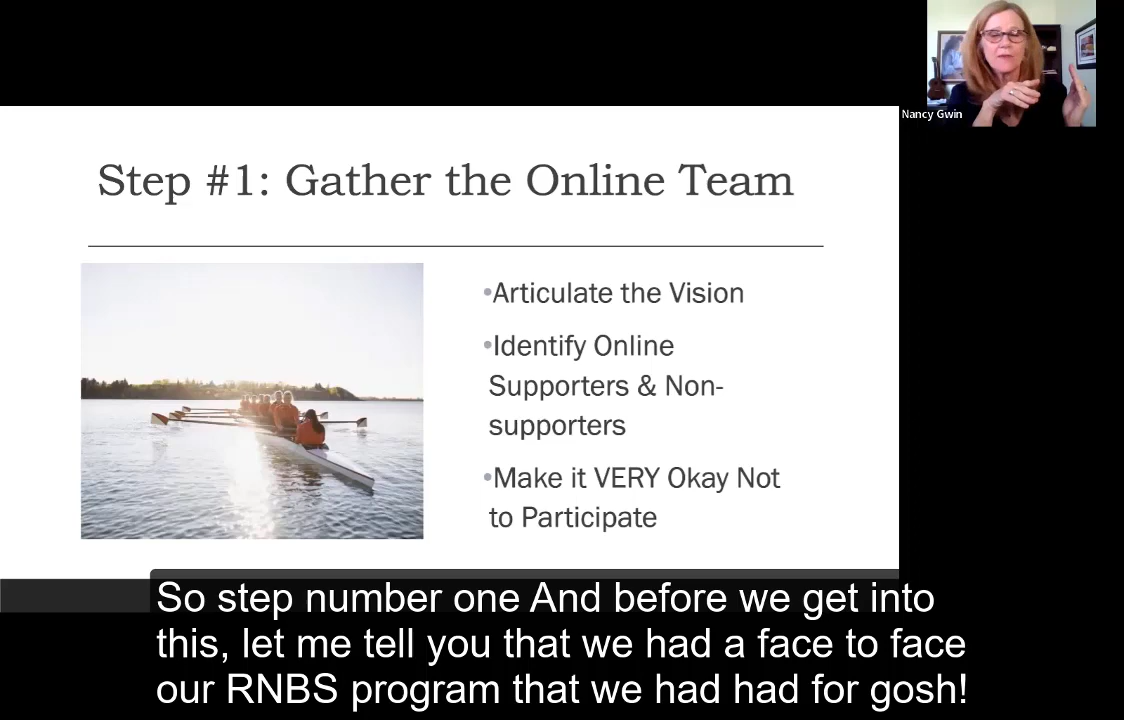 Nancy Gwin
Step #1: Gather the Online Team
•Articulate the Vision
•Identify Online
Supporters & Non-
supporters
•Make it VERY Okay Not
to Participate
So step number one And before we get into
this, let me tell you that we had a face to face
our RNBS program that we had had for gosh!